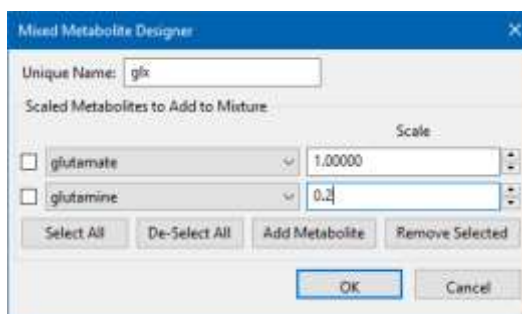 Mixed Metabolite Designer
Unique Name: glx
Scaled Metabolites to Add to Mixture
Scale
glutamate 1.00000
glutamine 0.2
Select All De-Select All Add Metabolite Remove Selected
OK Cancel